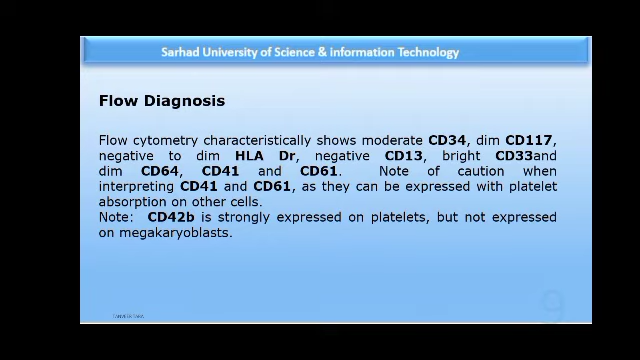 Sarhad University of Science & information Technology
Flow Diagnosis
Flow cytometry characteristically shows moderate CD34, dim CD117,
negative to dim HLA Dr, negative CD13, bright CD33and
dim CD64, CD41 and CD61. Note of caution when
interpreting CD41 and CD61, as they can be expressed with platelet
absorption on other cells.
Note: CD42b is strongly expressed on platelets, but not expressed
on megakaryoblasts.
9